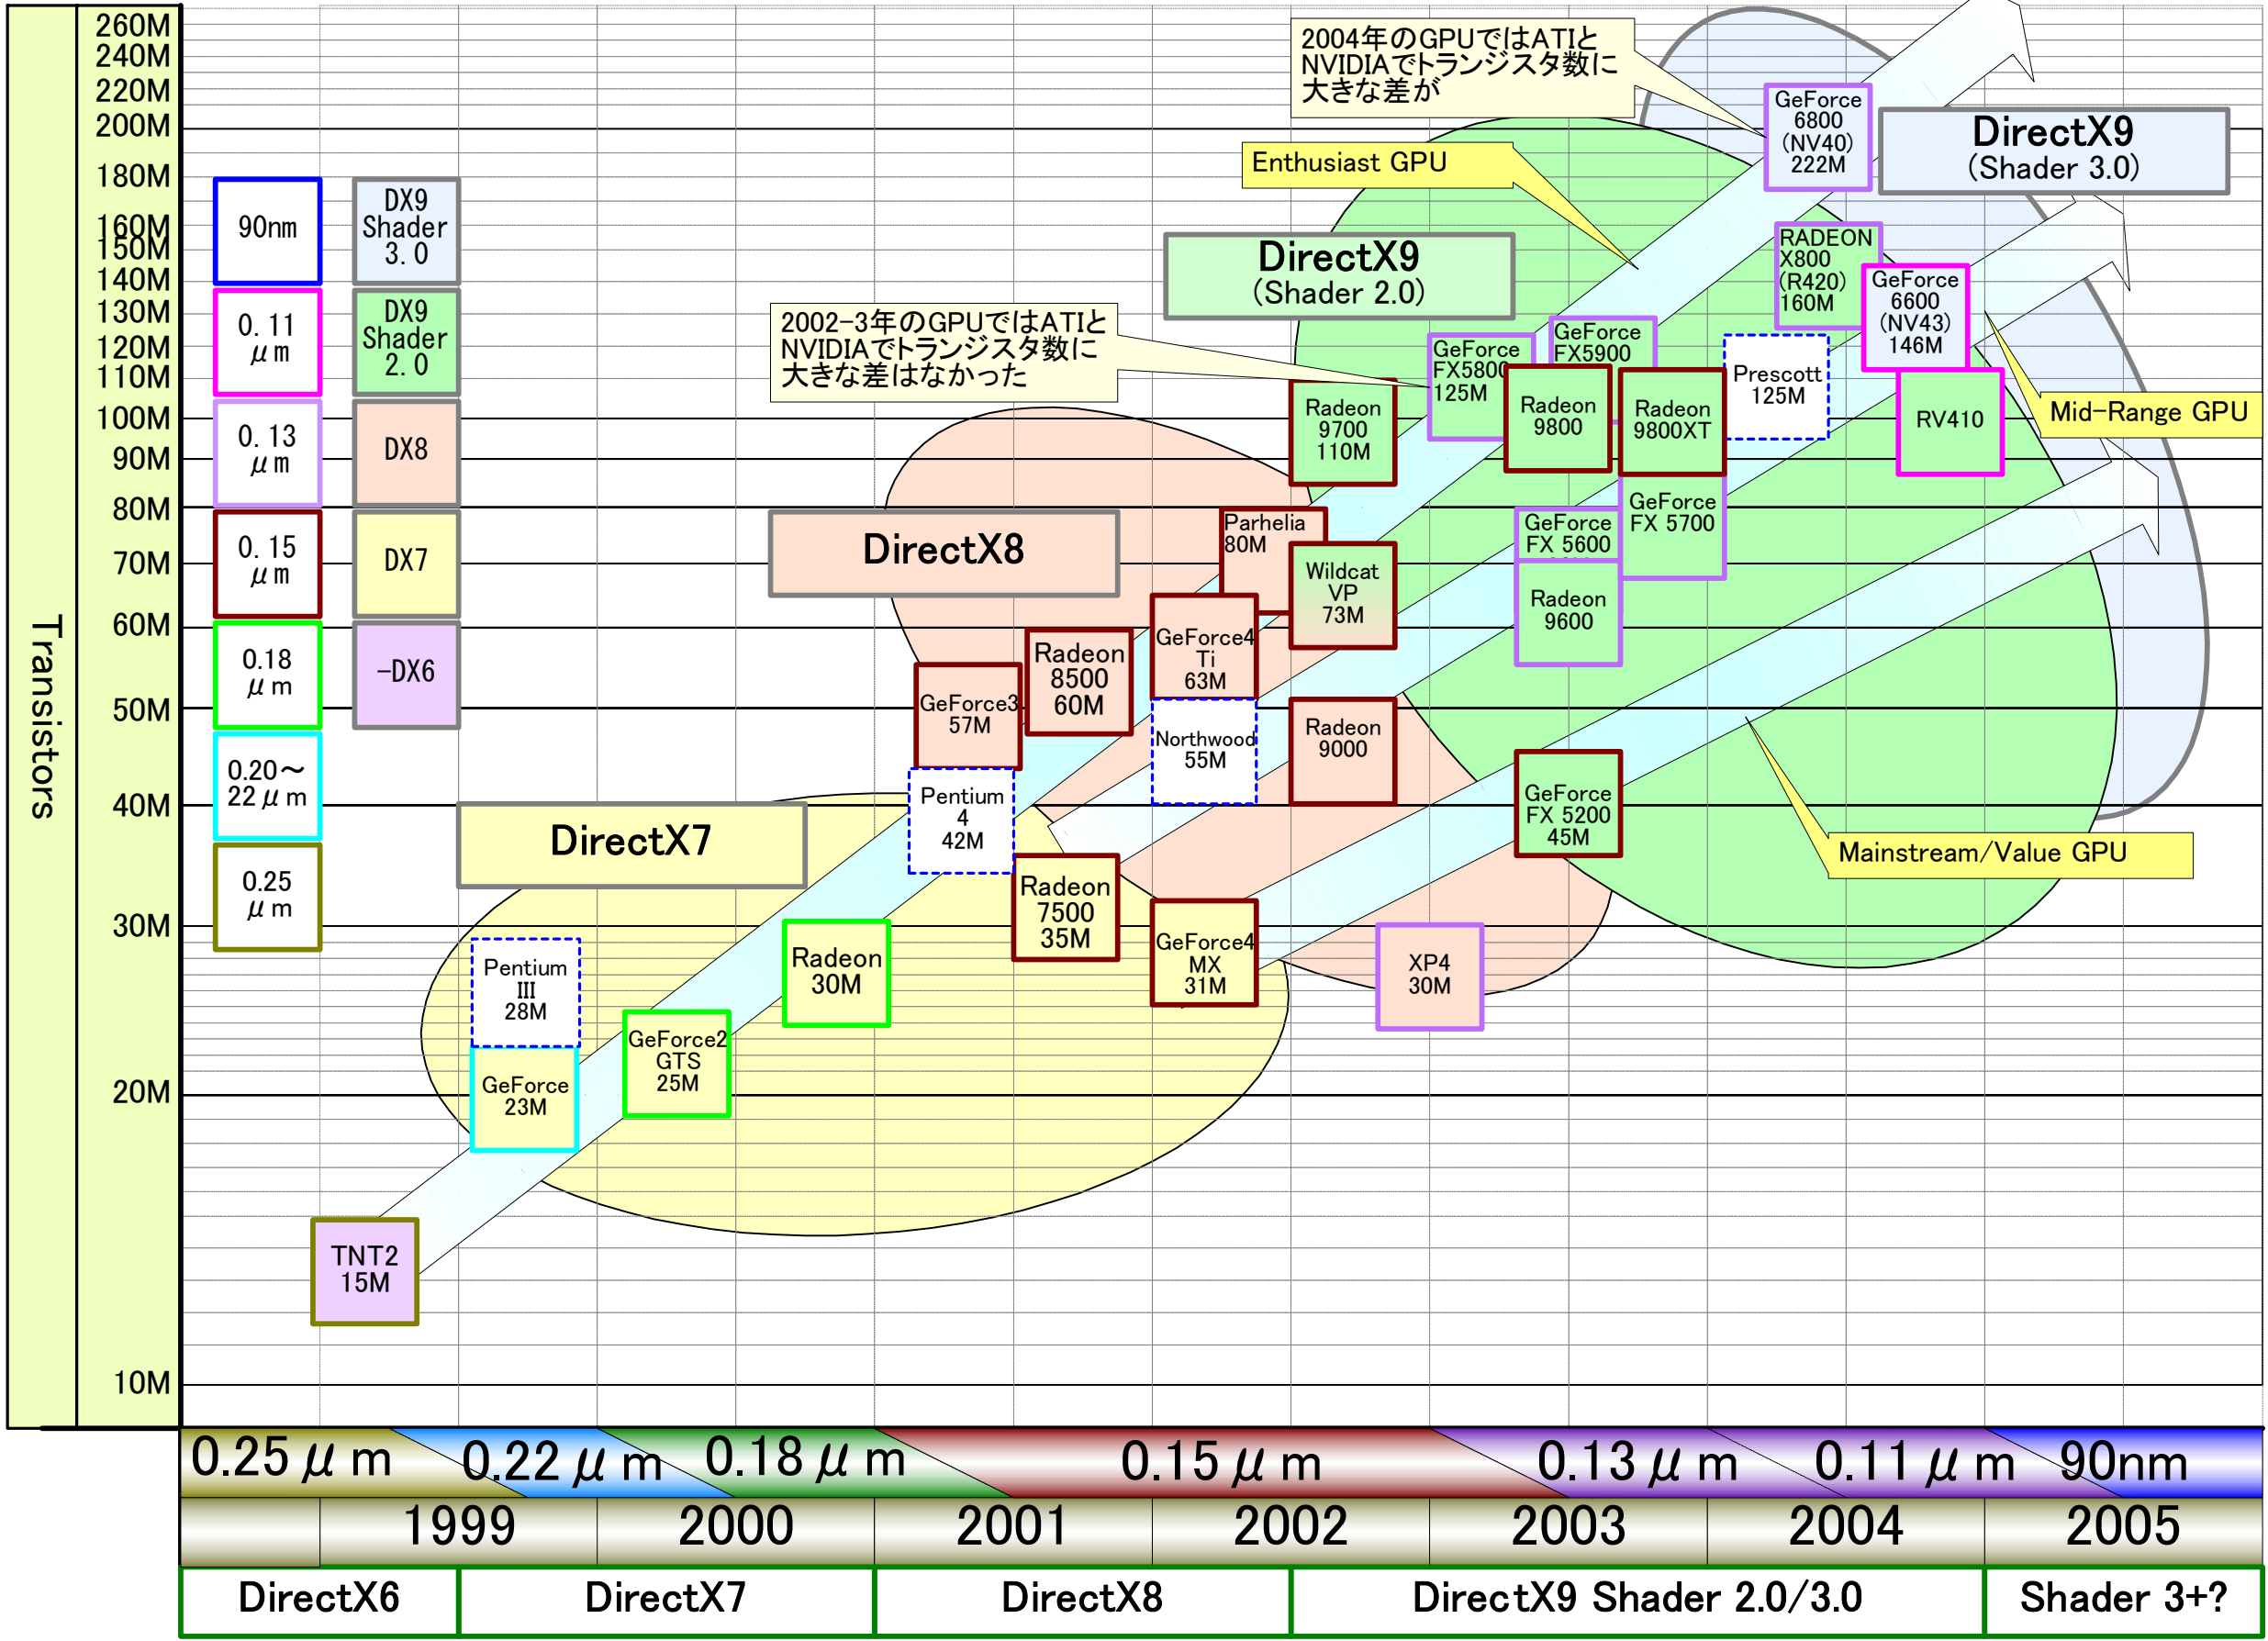 Transistors
260M
240M
220M
200M
180M
160M
150M
140M
130M
120M
110M
100M
90M
80M
70M
60M
50M
40M
30M
20M
10M
90nm
0.11
μm
0.13
μm
0.15
μm
0.18
μm
0.20～
22μm
0.25
μm
DX9
Shader
3.0
DX9
Shader
2.0
DX8
DX7
-DX6
2004年のGPUではATIと
NVIDIAでトランジスタ数に
大きな差が
Enthusiast GPU
DirectX9
(Shader 2.0)
DirectX9
(Shader 3.0)
2002-3年のGPUではATIと
NVIDIAでトランジスタ数に
大きな差はなかった
DirectX8
DirectX7
Mid-Range GPU
Mainstream/Value GPU
TNT2
15M
Pentium
III
28M
GeForce
23M
GeForce2
GTS
25M
Radeon
30M
Pentium
4
42M
GeForce3
57M
Radeon
8500
60M
Radeon
7500
35M
GeForce4
Ti
63M
Northwood
55M
GeForce4
MX
31M
Parhelia
80M
Wildcat
VP
73M
Radeon
9700
110M
Radeon
9000
XP4
30M
GeForce
FX5800
125M
GeForce
FX5900
Radeon
9800
Radeon
9800XT
GeForce
FX 5600
Radeon
9600
GeForce
FX 5700
GeForce
FX 5200
45M
Prescott
125M
GeForce
6800
(NV40)
222M
RADEON
X800
(R420)
160M
GeForce
6600
(NV43)
146M
RV410
0.25μm
0.22μm
0.18μm
0.15μm
0.13μm
0.11μm
90nm
1999
2000
2001
2002
2003
2004
2005
DirectX6
DirectX7
DirectX8
DirectX9 Shader 2.0/3.0
Shader 3+?